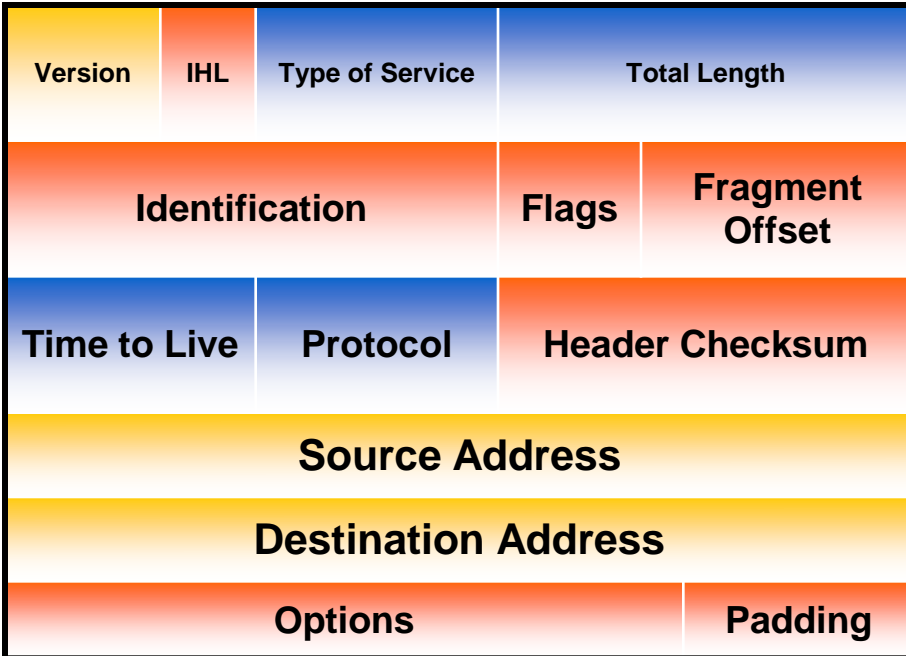 Version IHL Type of Service Total Length
Identification Flags Fragment
Offset
Time to Live Protocol Header Checksum
Source Address
Destination Address
Options Padding